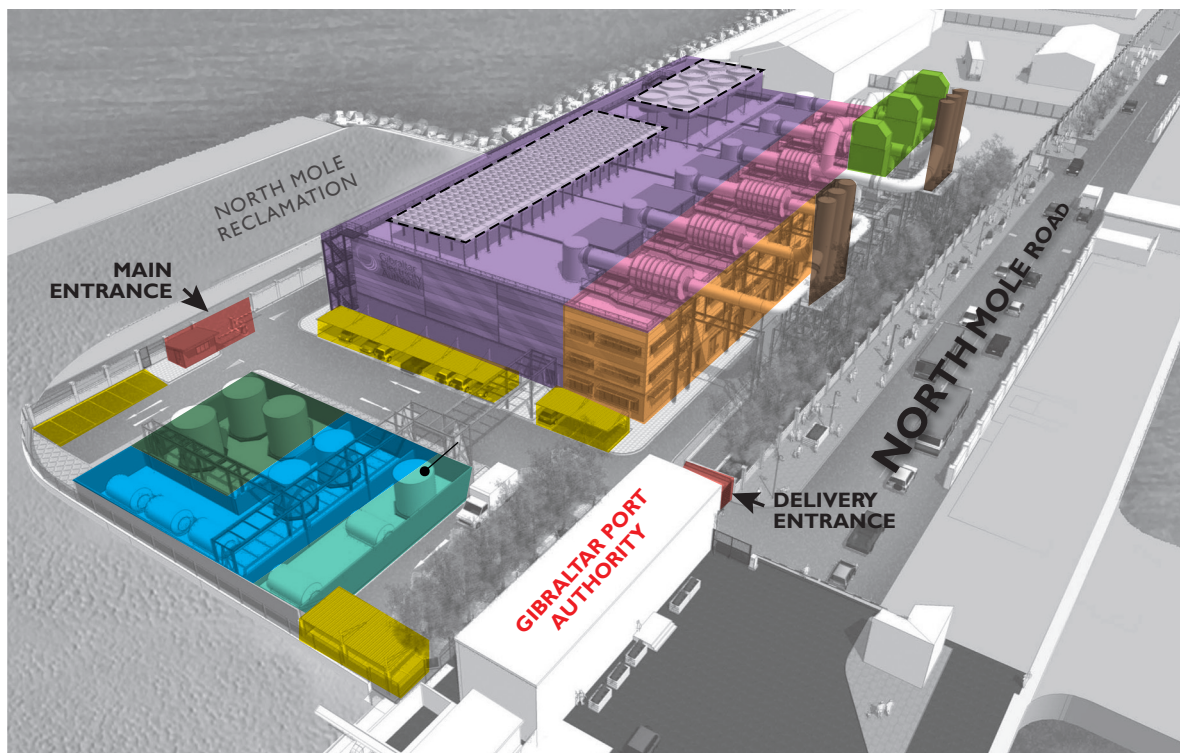 NORTH MOLE
RECLAMATION
MAIN
ENTRANCE
NORTH MOLE ROAD
DELIVERY
ENTRANCE
GIBRALTAR PORT
AUTHORITY